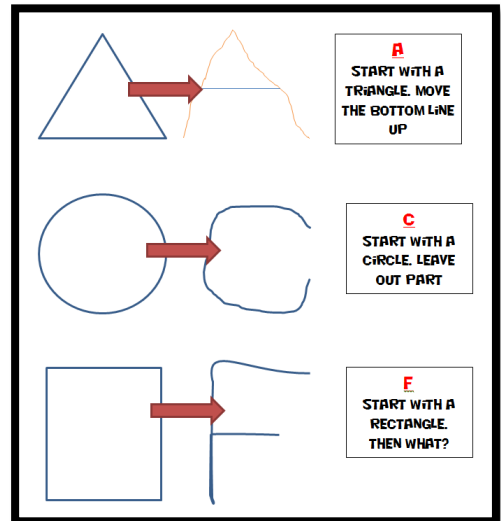 A
START WITH A
TRIANGLE. MOVE
THE BOTTOM LINE
UP
C
START WITH A
CIRCLE. LEAVE
OUT PART
F
START WITH A
RECTANGLE.
THEN WHAT?